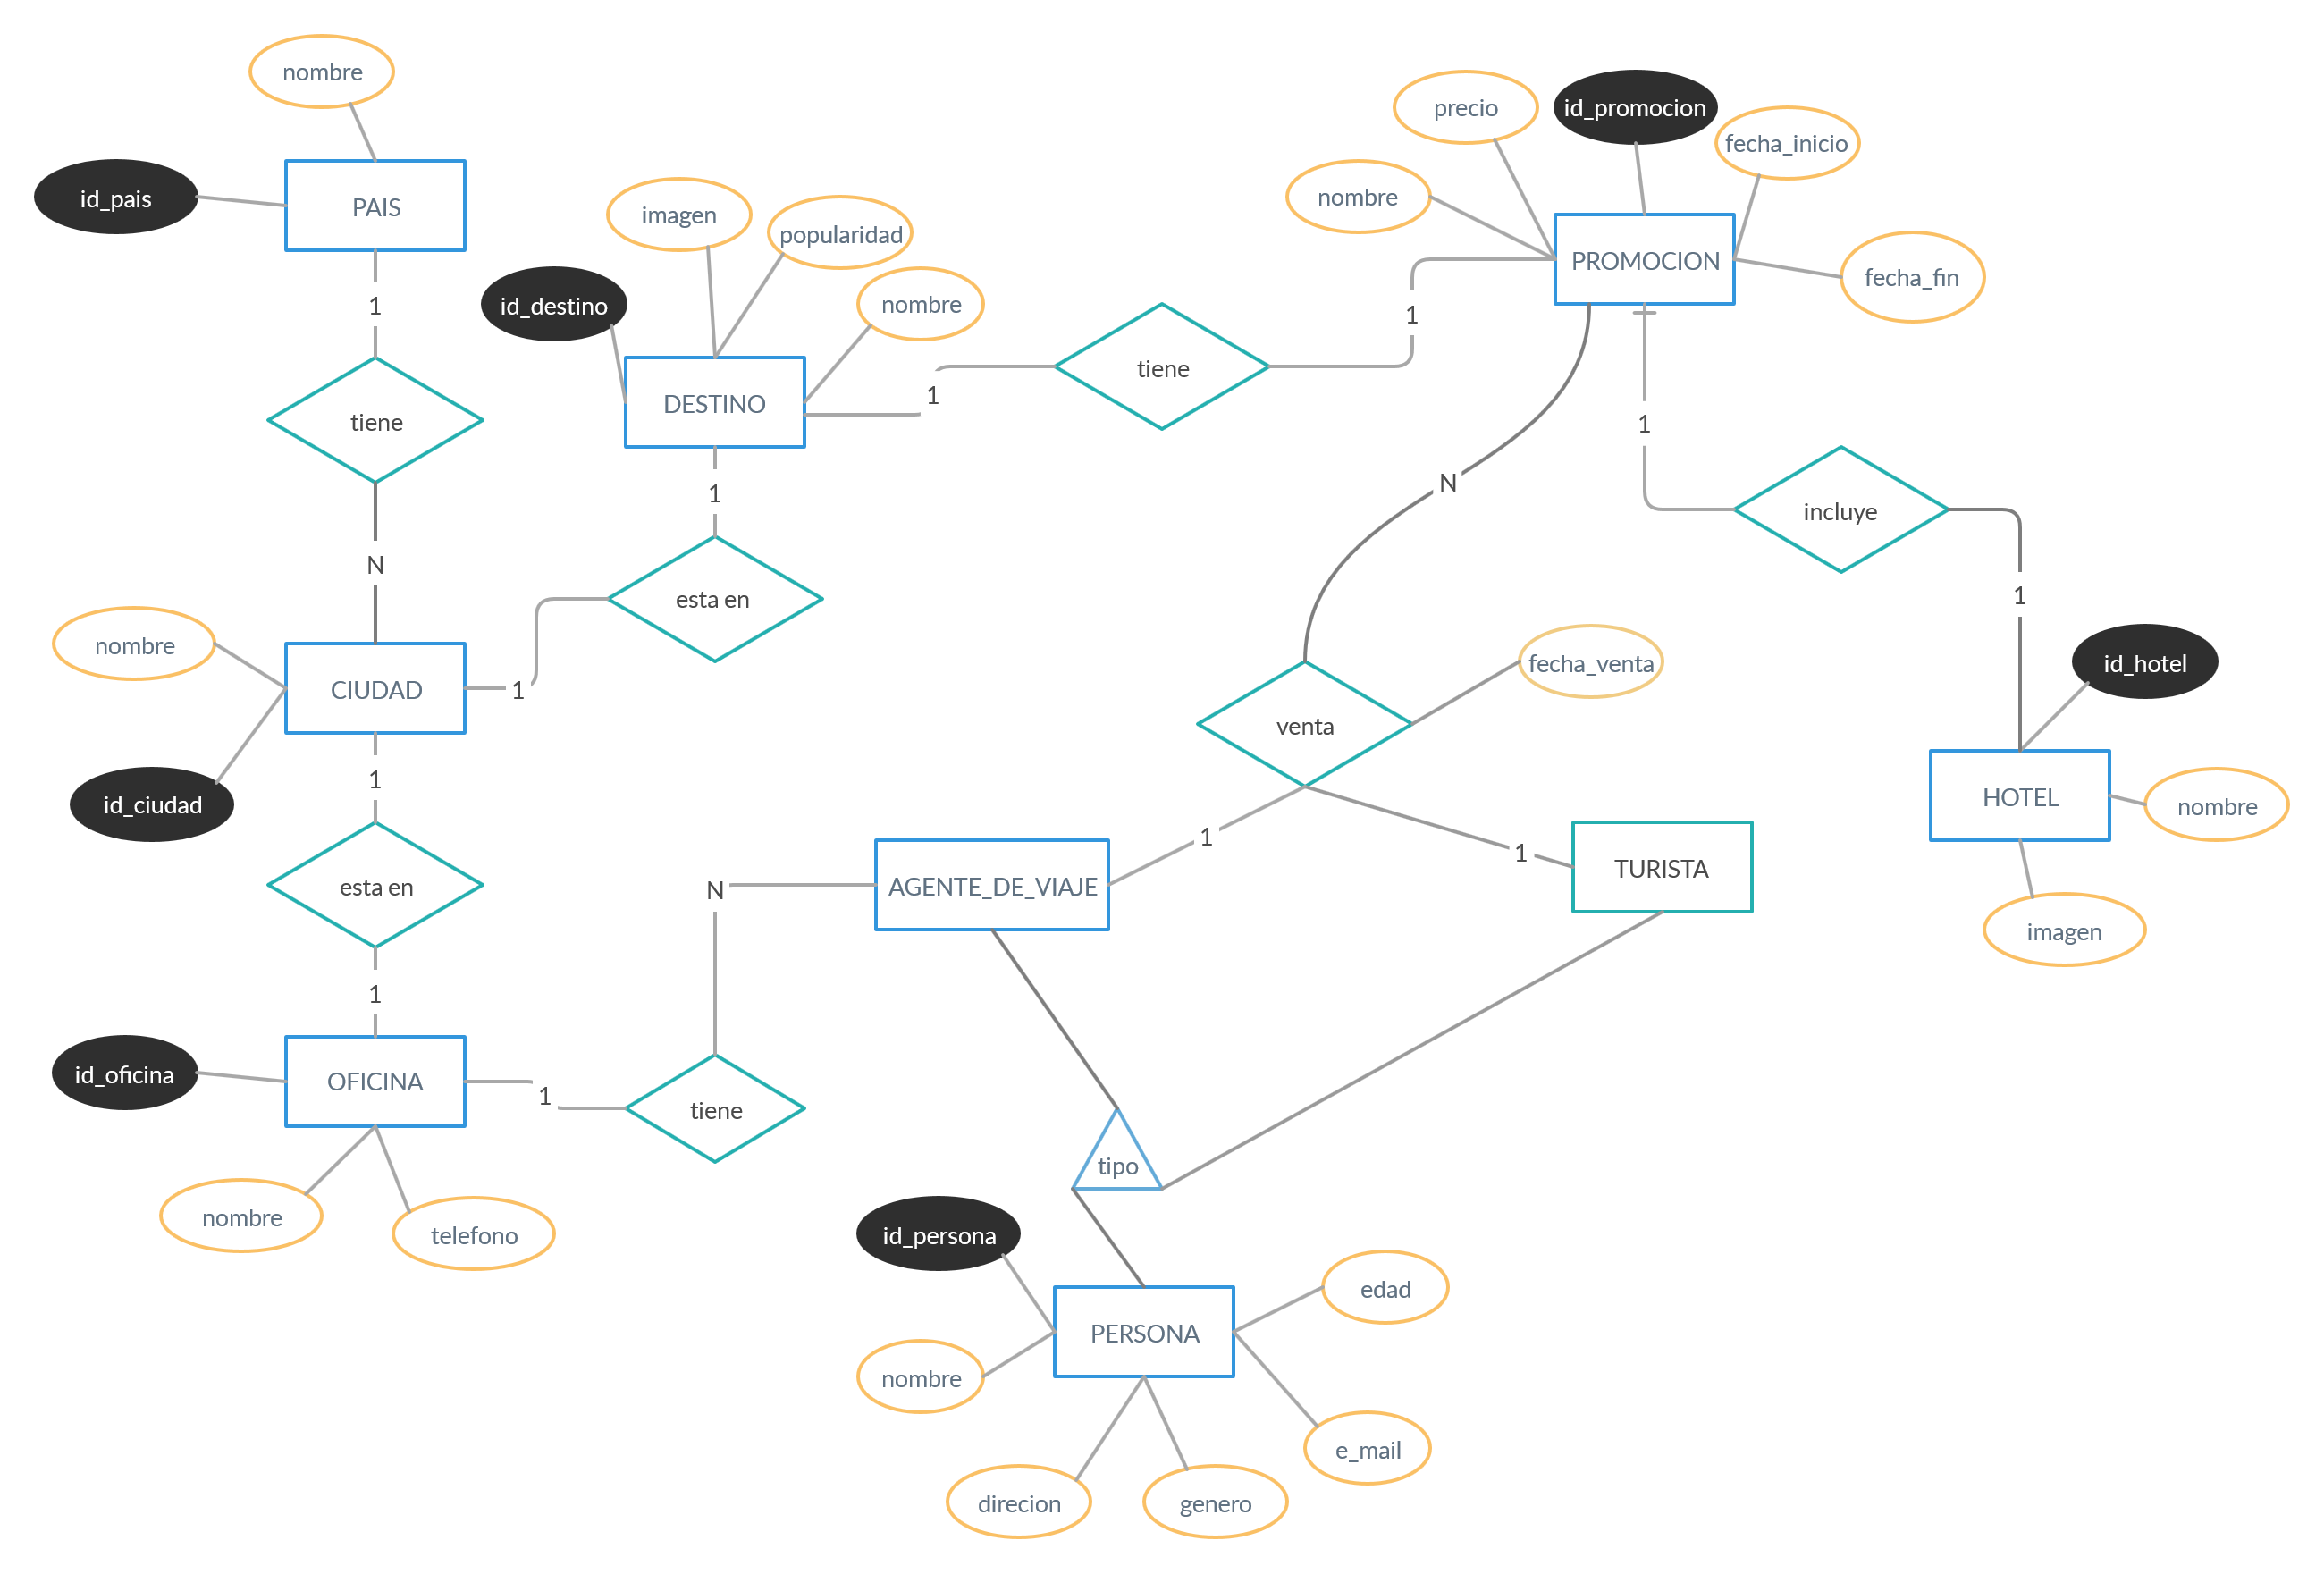 nombre
id_pais
PAIS
1
tiene
N
nombre
CIUDAD
id_ciudad
1
esta en
1
id_oficina
OFICINA
nombre
telefono
imagen
popularidad
id_destino
nombre
DESTINO
1
1
esta en
1
tiene
1
precio
id_promocion
fecha_inicio
nombre
PROMOCION
fecha_fin
N
1
incluye
1
id_hotel
HOTEL
nombre
imagen
fecha_venta
venta
1
1
TURISTA
AGENTE_DE_VIAJE
N
1
tiene
tipo
id_persona
edad
PERSONA
nombre
e_mail
direcion
genero